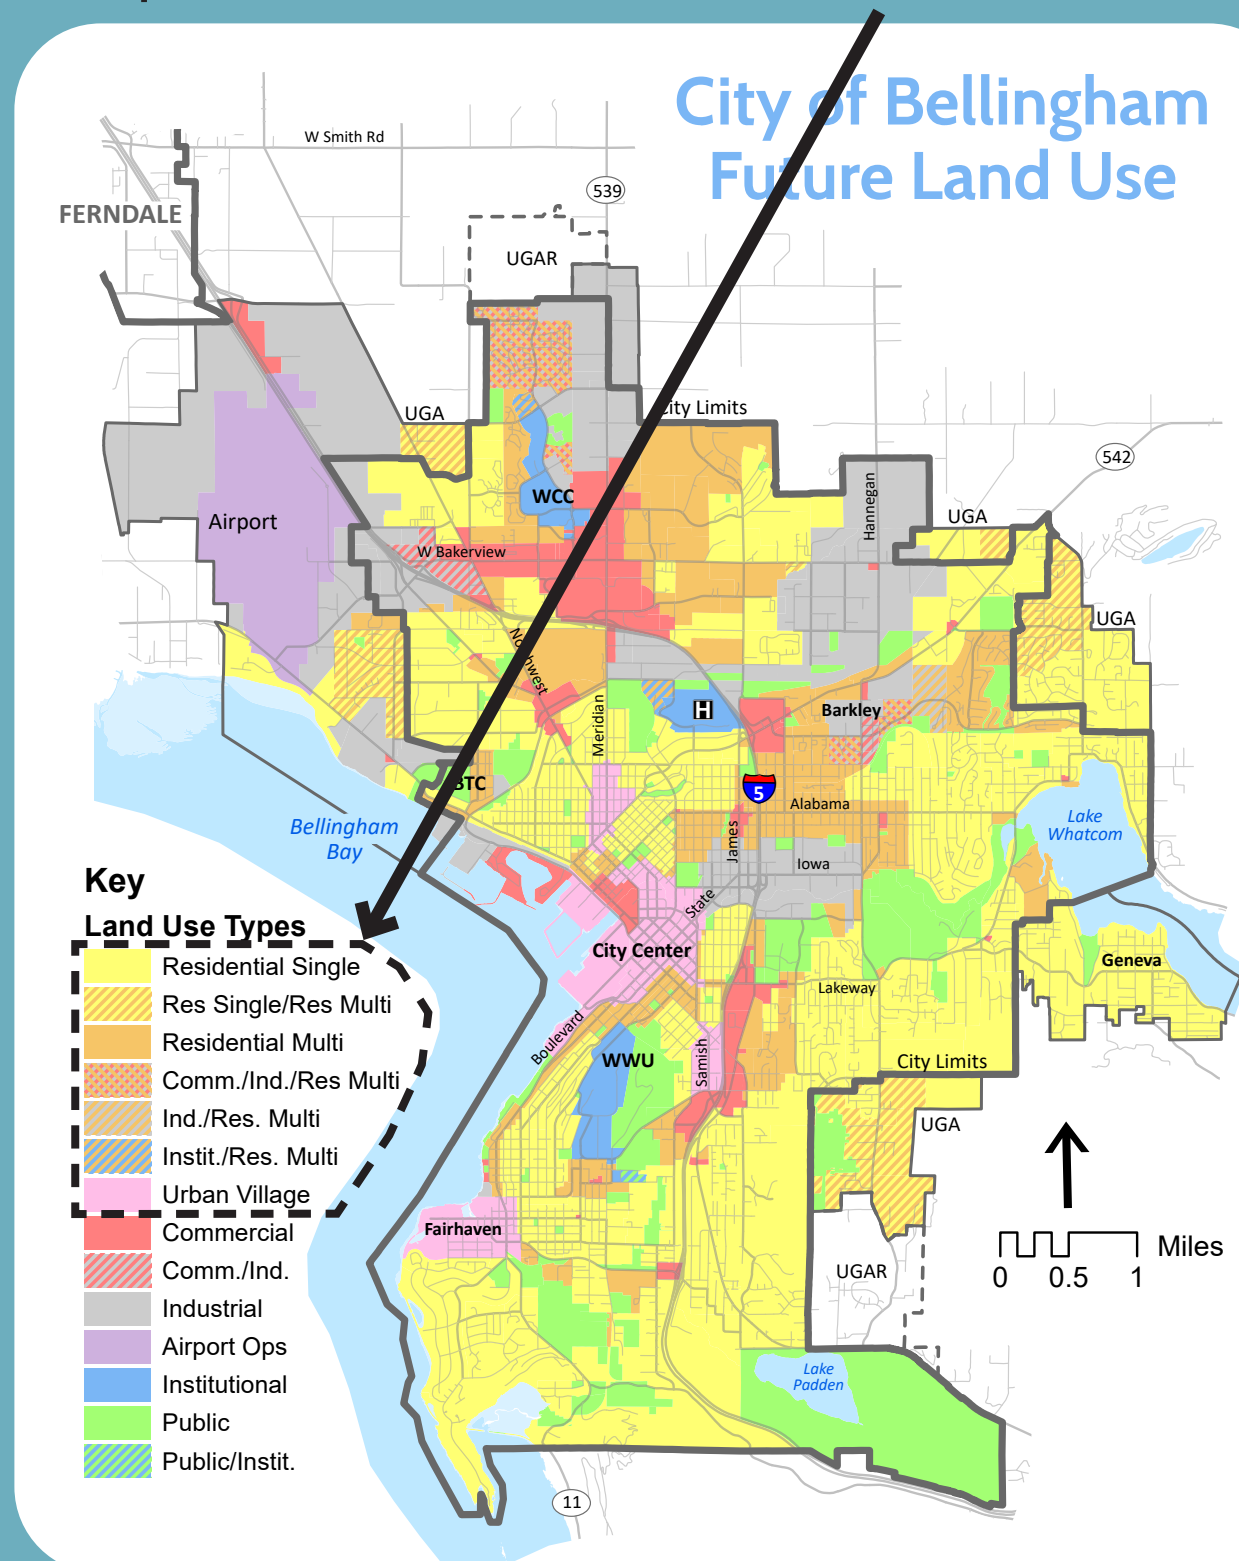 City of Bellingham
Future Land Use
W Smith Rd
539
FERNDALE
UGAR
UGA
City Limits
542
WCC
Hannegan
UGA
Airport
W Bakerview
UGA
Northwest
Meridian
H
Barkley
BTC
5
Alabama
Lake
Whatcom
Bellingham
Bay
James
Iowa
State
City Center
Geneva
Lakeway
Boulevard
WWU
Samish
City Limits
UGA
Fairhaven
UGAR
Miles
0 0.5 1
Lake
Padden
11
Key
Land Use Types
Residential Single
Res Single/Res Multi
Residential Multi
Comm./Ind./Res Multi
Ind./Res. Multi
Instit./Res. Multi
Urban Village
Commercial
Comm./Ind.
Industrial
Airport Ops
Institutional
Public
Public/Instit.